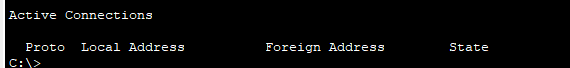 Active Connections
Proto  Local Address          Foreign Address        State
C:\>